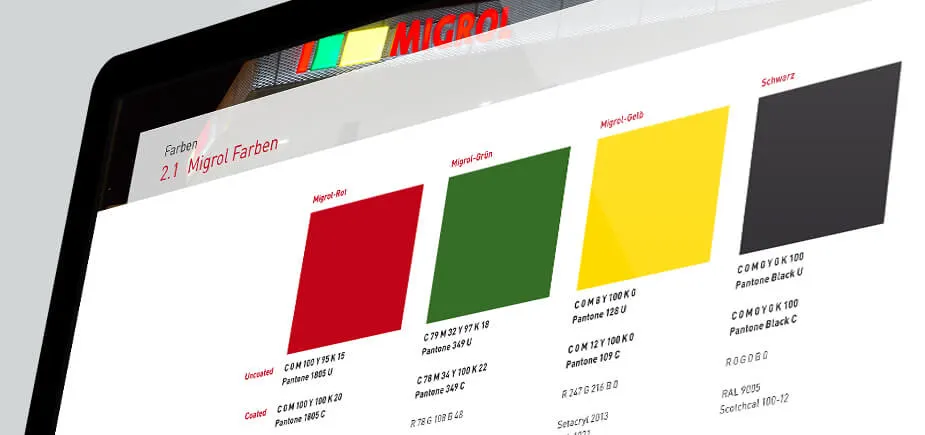 MIGROL
Farben
2.1 Migrol Farben
Migrol-Rot
Migrol-Grün
Migrol-Gelb
Schwarz
Uncoated
C 0 M 100 Y 95 K 15
Pantone 1805 U
C 79 M 32 Y 97 K 18
Pantone 349 U
C 0 M 8 Y 100 K 0
Pantone 128 U
C 0 M 0 Y 0 K 100
Pantone Black U
Coated
C 0 M 100 Y 100 K 20
Pantone 1805 C
C 78 M 34 Y 100 K 22
Pantone 349 C
C 0 M 12 Y 100 K 0
Pantone 109 C
C 0 M 0 Y 0 K 100
Pantone Black C
R 78 G 108 B 48
R 247 G 216 B 0
R 0 G 0 B 0
Setacryl 2013
RAL 9005
Scotchcal 100-12